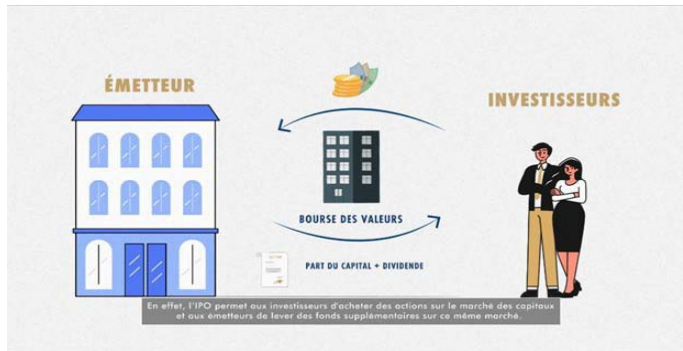 ÉMETTEUR
INVESTISSEURS
BOURSE DES VALEURS
PART DU CAPITAL + DIVIDENDE
En effet, l'IPO permet aux investisseurs d'acheter des actions sur le marché des capitaux
et aux émetteurs de lever des fonds supplémentaires sur ce même marché.